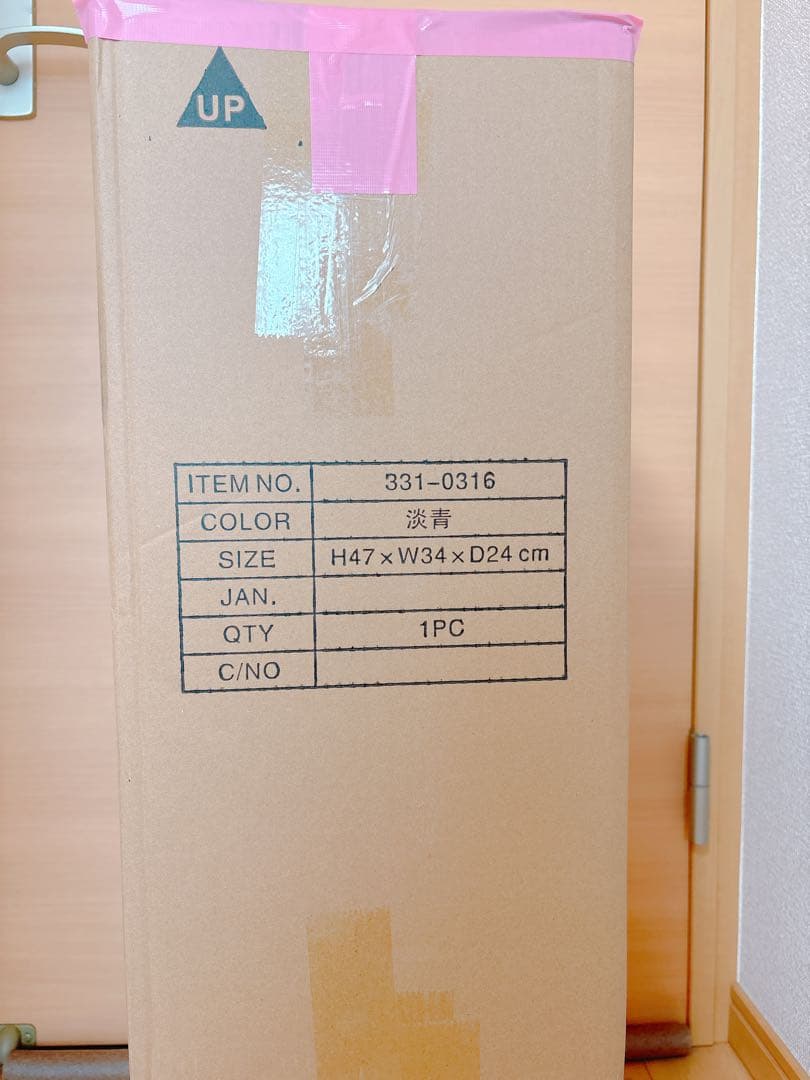 UP
ITEM NO. 331-0316
COLOR 淡青
SIZE H47×W34×D24 cm
JAN.
QTY 1PC
C/NO